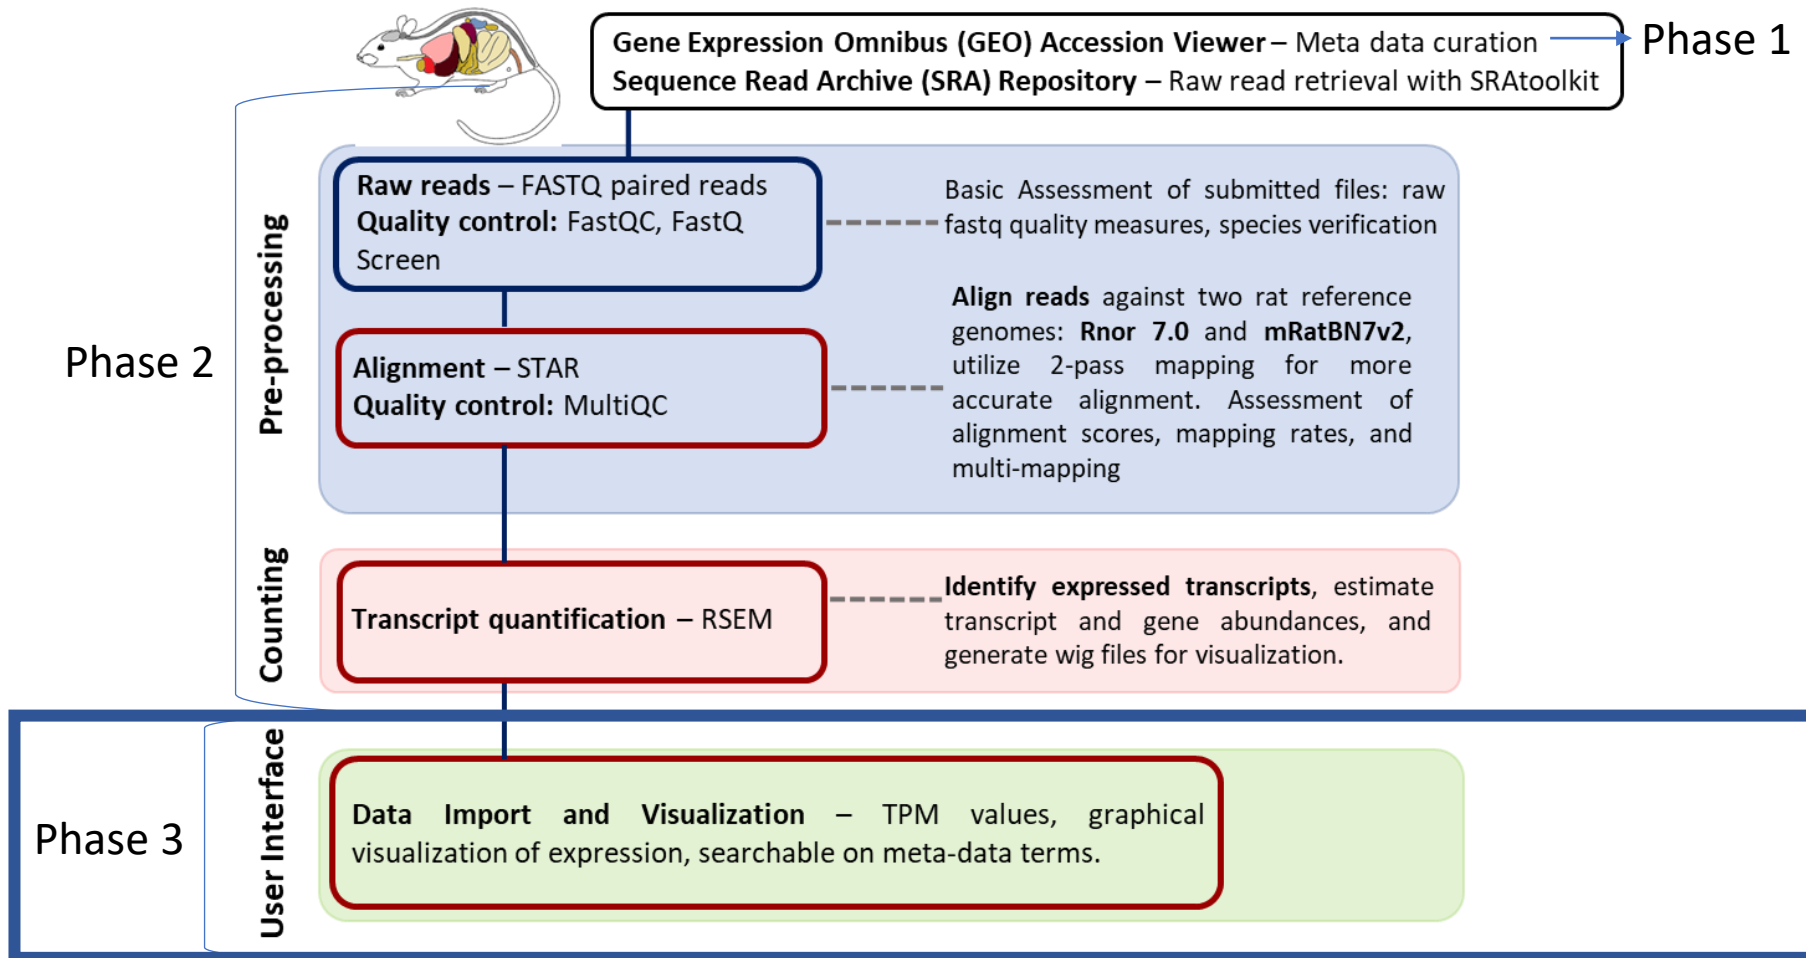 Gene Expression Omnibus (GEO) Accession Viewer – Meta data curation
Sequence Read Archive (SRA) Repository – Raw read retrieval with SRAtoolkit
Phase 1
Phase 2
Pre-processing
Raw reads – FASTQ paired reads
Quality control: FastQC, FastQ
Screen
Basic Assessment of submitted files: raw
fastq quality measures, species verification
Alignment – STAR
Quality control: MultiQC
Align reads against two rat reference
genomes: Rnor 7.0 and mRatBN7v2,
utilize 2-pass mapping for more
accurate alignment. Assessment of
alignment scores, mapping rates, and
multi-mapping
Counting
Transcript quantification – RSEM
Identify expressed transcripts, estimate
transcript and gene abundances, and
generate wig files for visualization.
Phase 3
User Interface
Data Import and Visualization – TPM values, graphical
visualization of expression, searchable on meta-data terms.